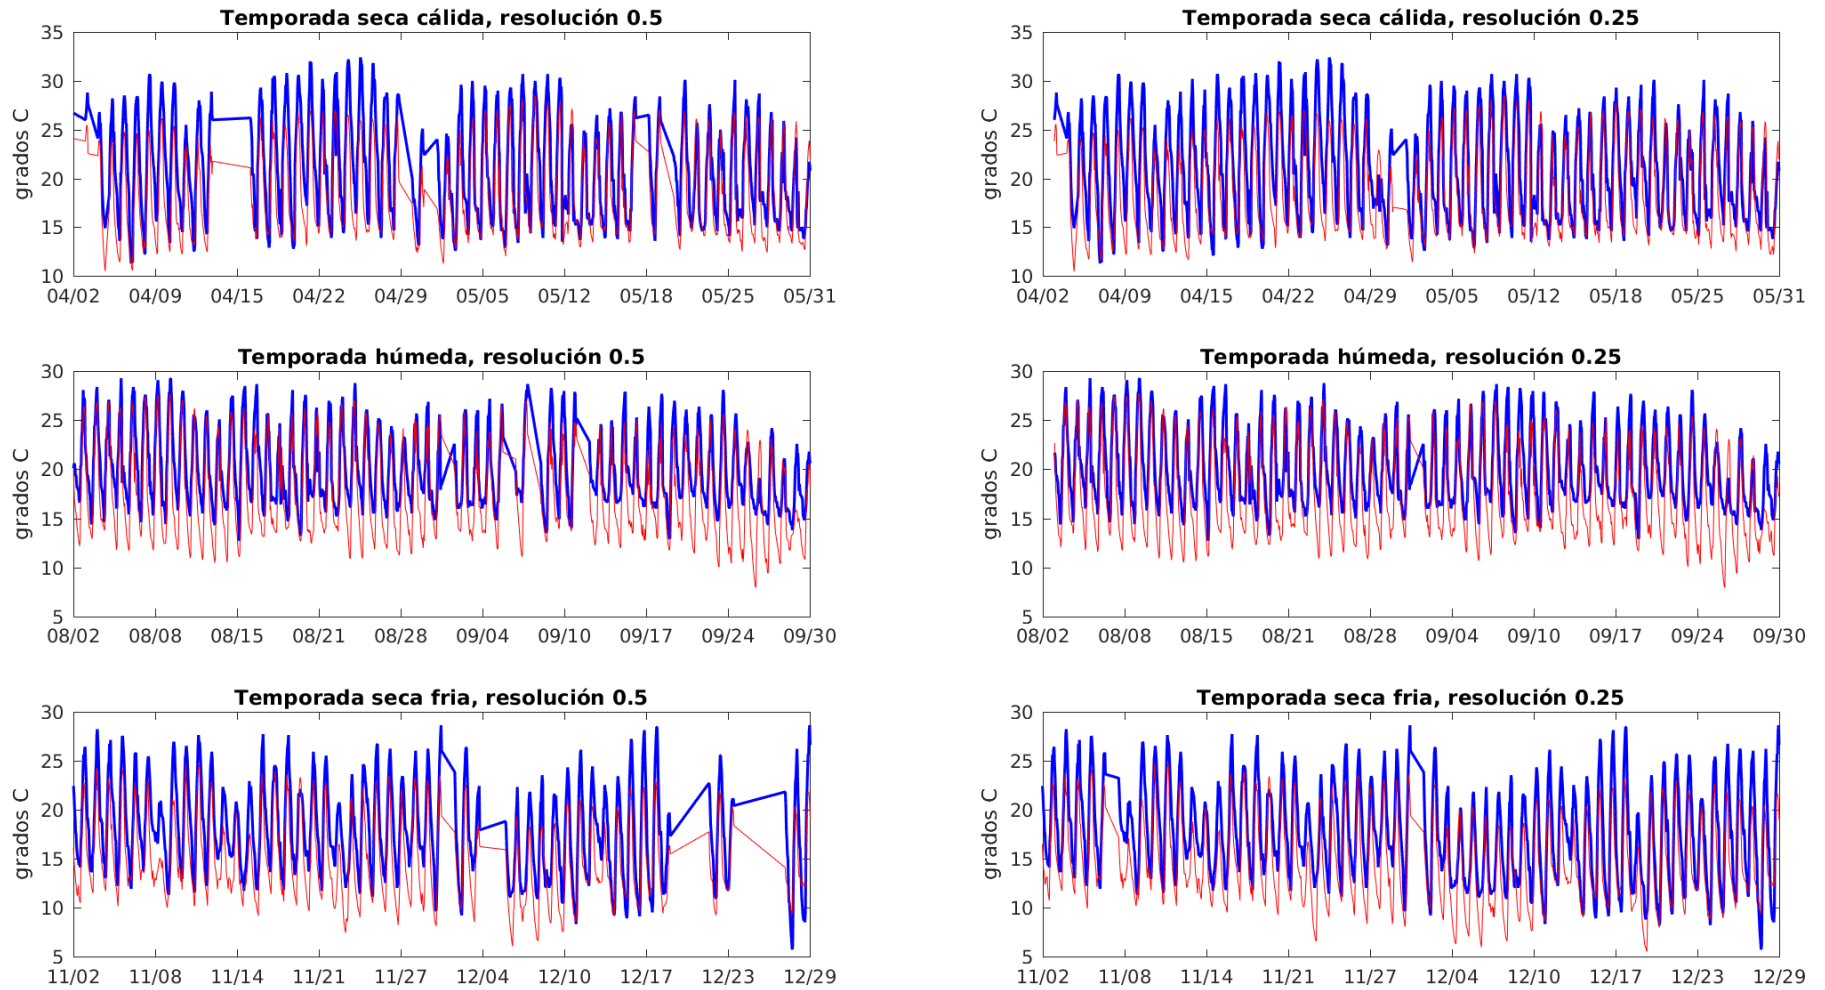 Temporada seca cálida, resolución 0.5
35
30
25
20
15
10
grados C
04/02 04/09 04/15 04/22 04/29 05/05 05/12 05/18 05/25 05/31
Temporada seca cálida, resolución 0.25
35
30
25
20
15
10
grados C
04/02 04/09 04/15 04/22 04/29 05/05 05/12 05/18 05/25 05/31
Temporada húmeda, resolución 0.5
30
25
20
15
10
5
grados C
08/02 08/08 08/15 08/21 08/28 09/04 09/10 09/17 09/24 09/30
Temporada húmeda, resolución 0.25
30
25
20
15
10
5
grados C
08/02 08/08 08/15 08/21 08/28 09/04 09/10 09/17 09/24 09/30
Temporada seca fria, resolución 0.5
30
25
20
15
10
5
grados C
11/02 11/08 11/14 11/21 11/27 12/04 12/10 12/17 12/23 12/29
Temporada seca fria, resolución 0.25
30
25
20
15
10
5
grados C
11/02 11/08 11/14 11/21 11/27 12/04 12/10 12/17 12/23 12/29